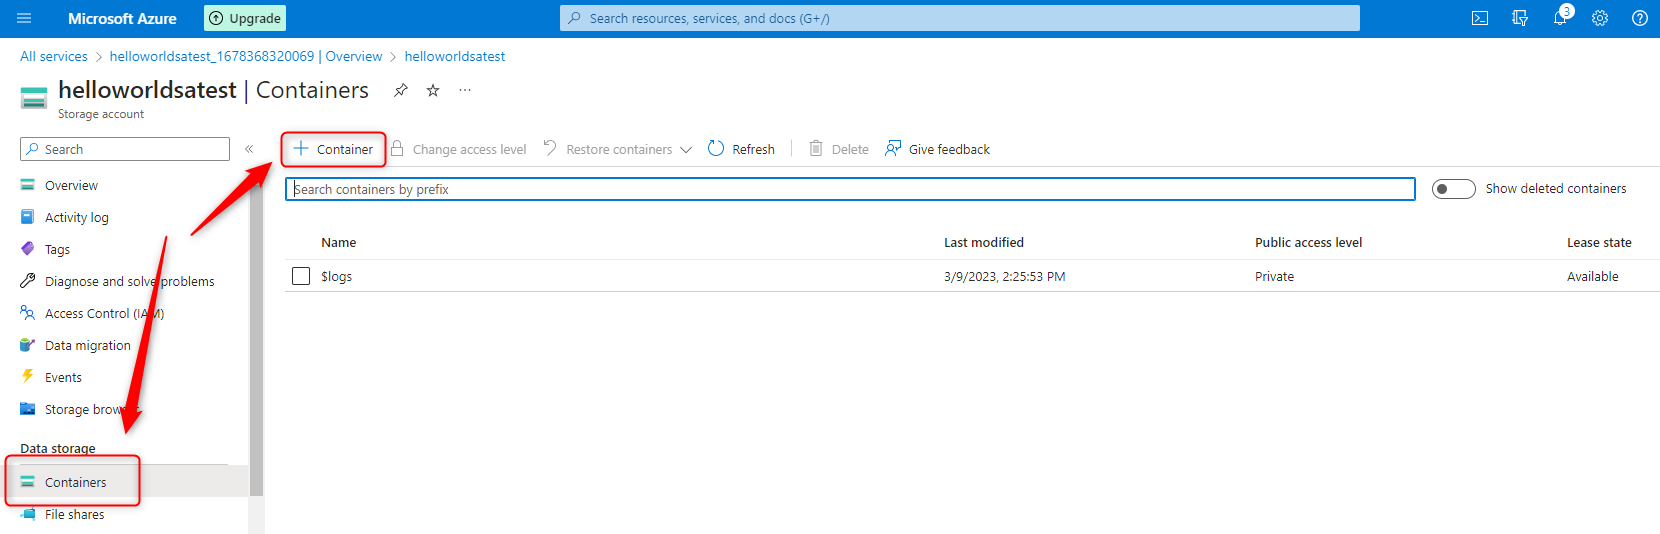 Microsoft Azure
Upgrade
Search resources, services, and docs (G+/)
3
All services > helloworldsatest_1678368320069 | Overview > helloworldsatest
helloworldsatest | Containers
Storage account
Search
Container
Change access level
Restore containers
Refresh
Delete
Give feedback
Search containers by prefix
Show deleted containers
Overview
Activity log
Tags
Diagnose and solve problems
Access Control (IAM)
Data migration
Events
Storage browser
Data storage
Containers
File shares
Name Last modified Public access level Lease state
$logs 3/9/2023, 2:25:53 PM Private Available